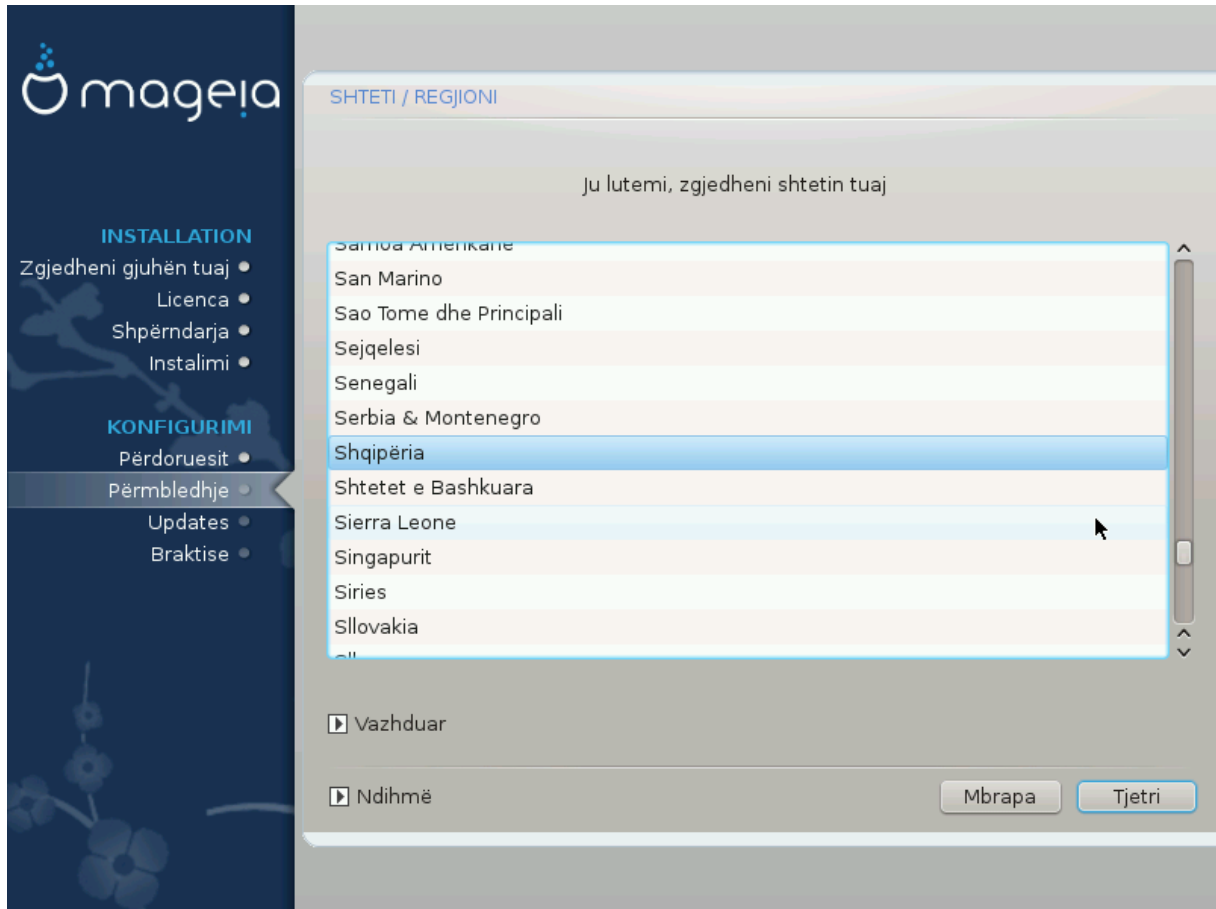 mageia
INSTALLATION
Zgjedheni gjuhën tuaj
Licenca
Shpërndarja
Instalimi
KONFIGURIMI
Përdoruesit
Përmbledhje
Updates
Braktise
SHTETI / REGJIONI
Ju lutemi, zgjedheni shtetin tuaj
Samoa Amerikane
San Marino
Sao Tome dhe Principali
Sejqelesi
Senegali
Serbia & Montenegro
Shqipëria
Shtetet e Bashkuara
Sierra Leone
Singapurit
Siries
Sllovakia
Vazhduar
Ndihmë
Mbrapa
Tjetri